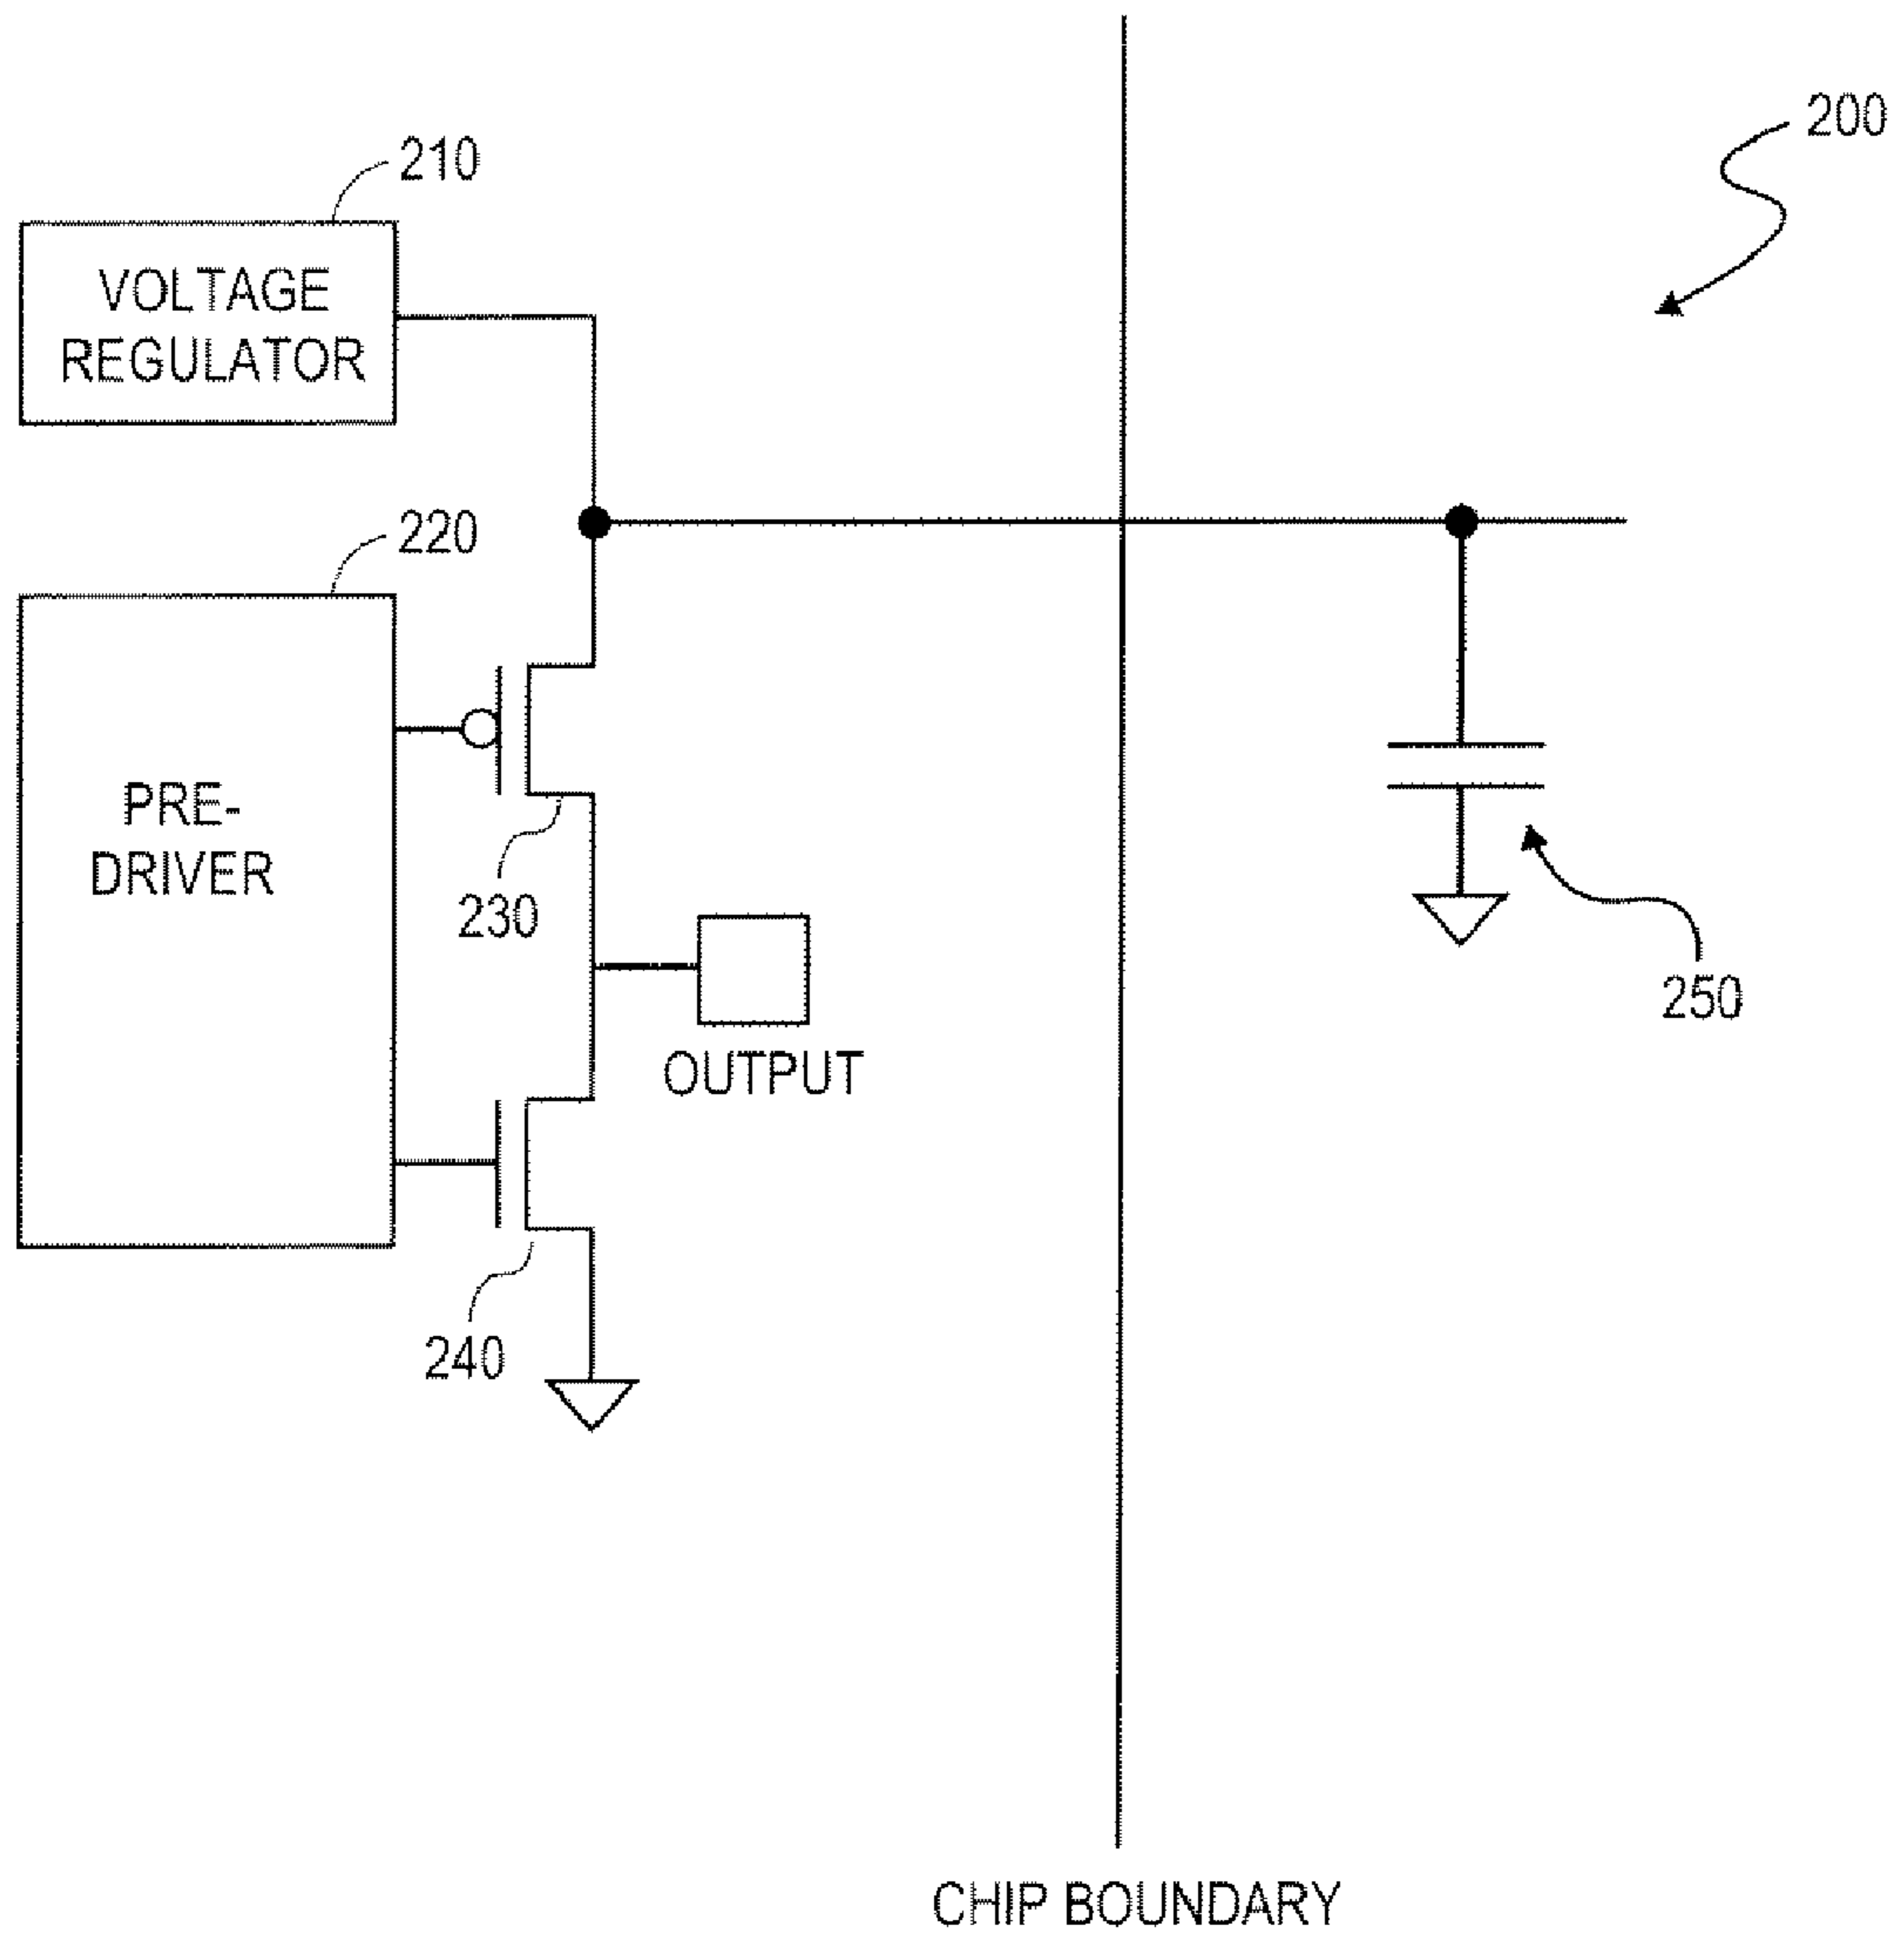 200
210
VOLTAGE
REGULATOR
220
PRE-
DRIVER
230
OUTPUT
250
240
CHIP BOUNDARY